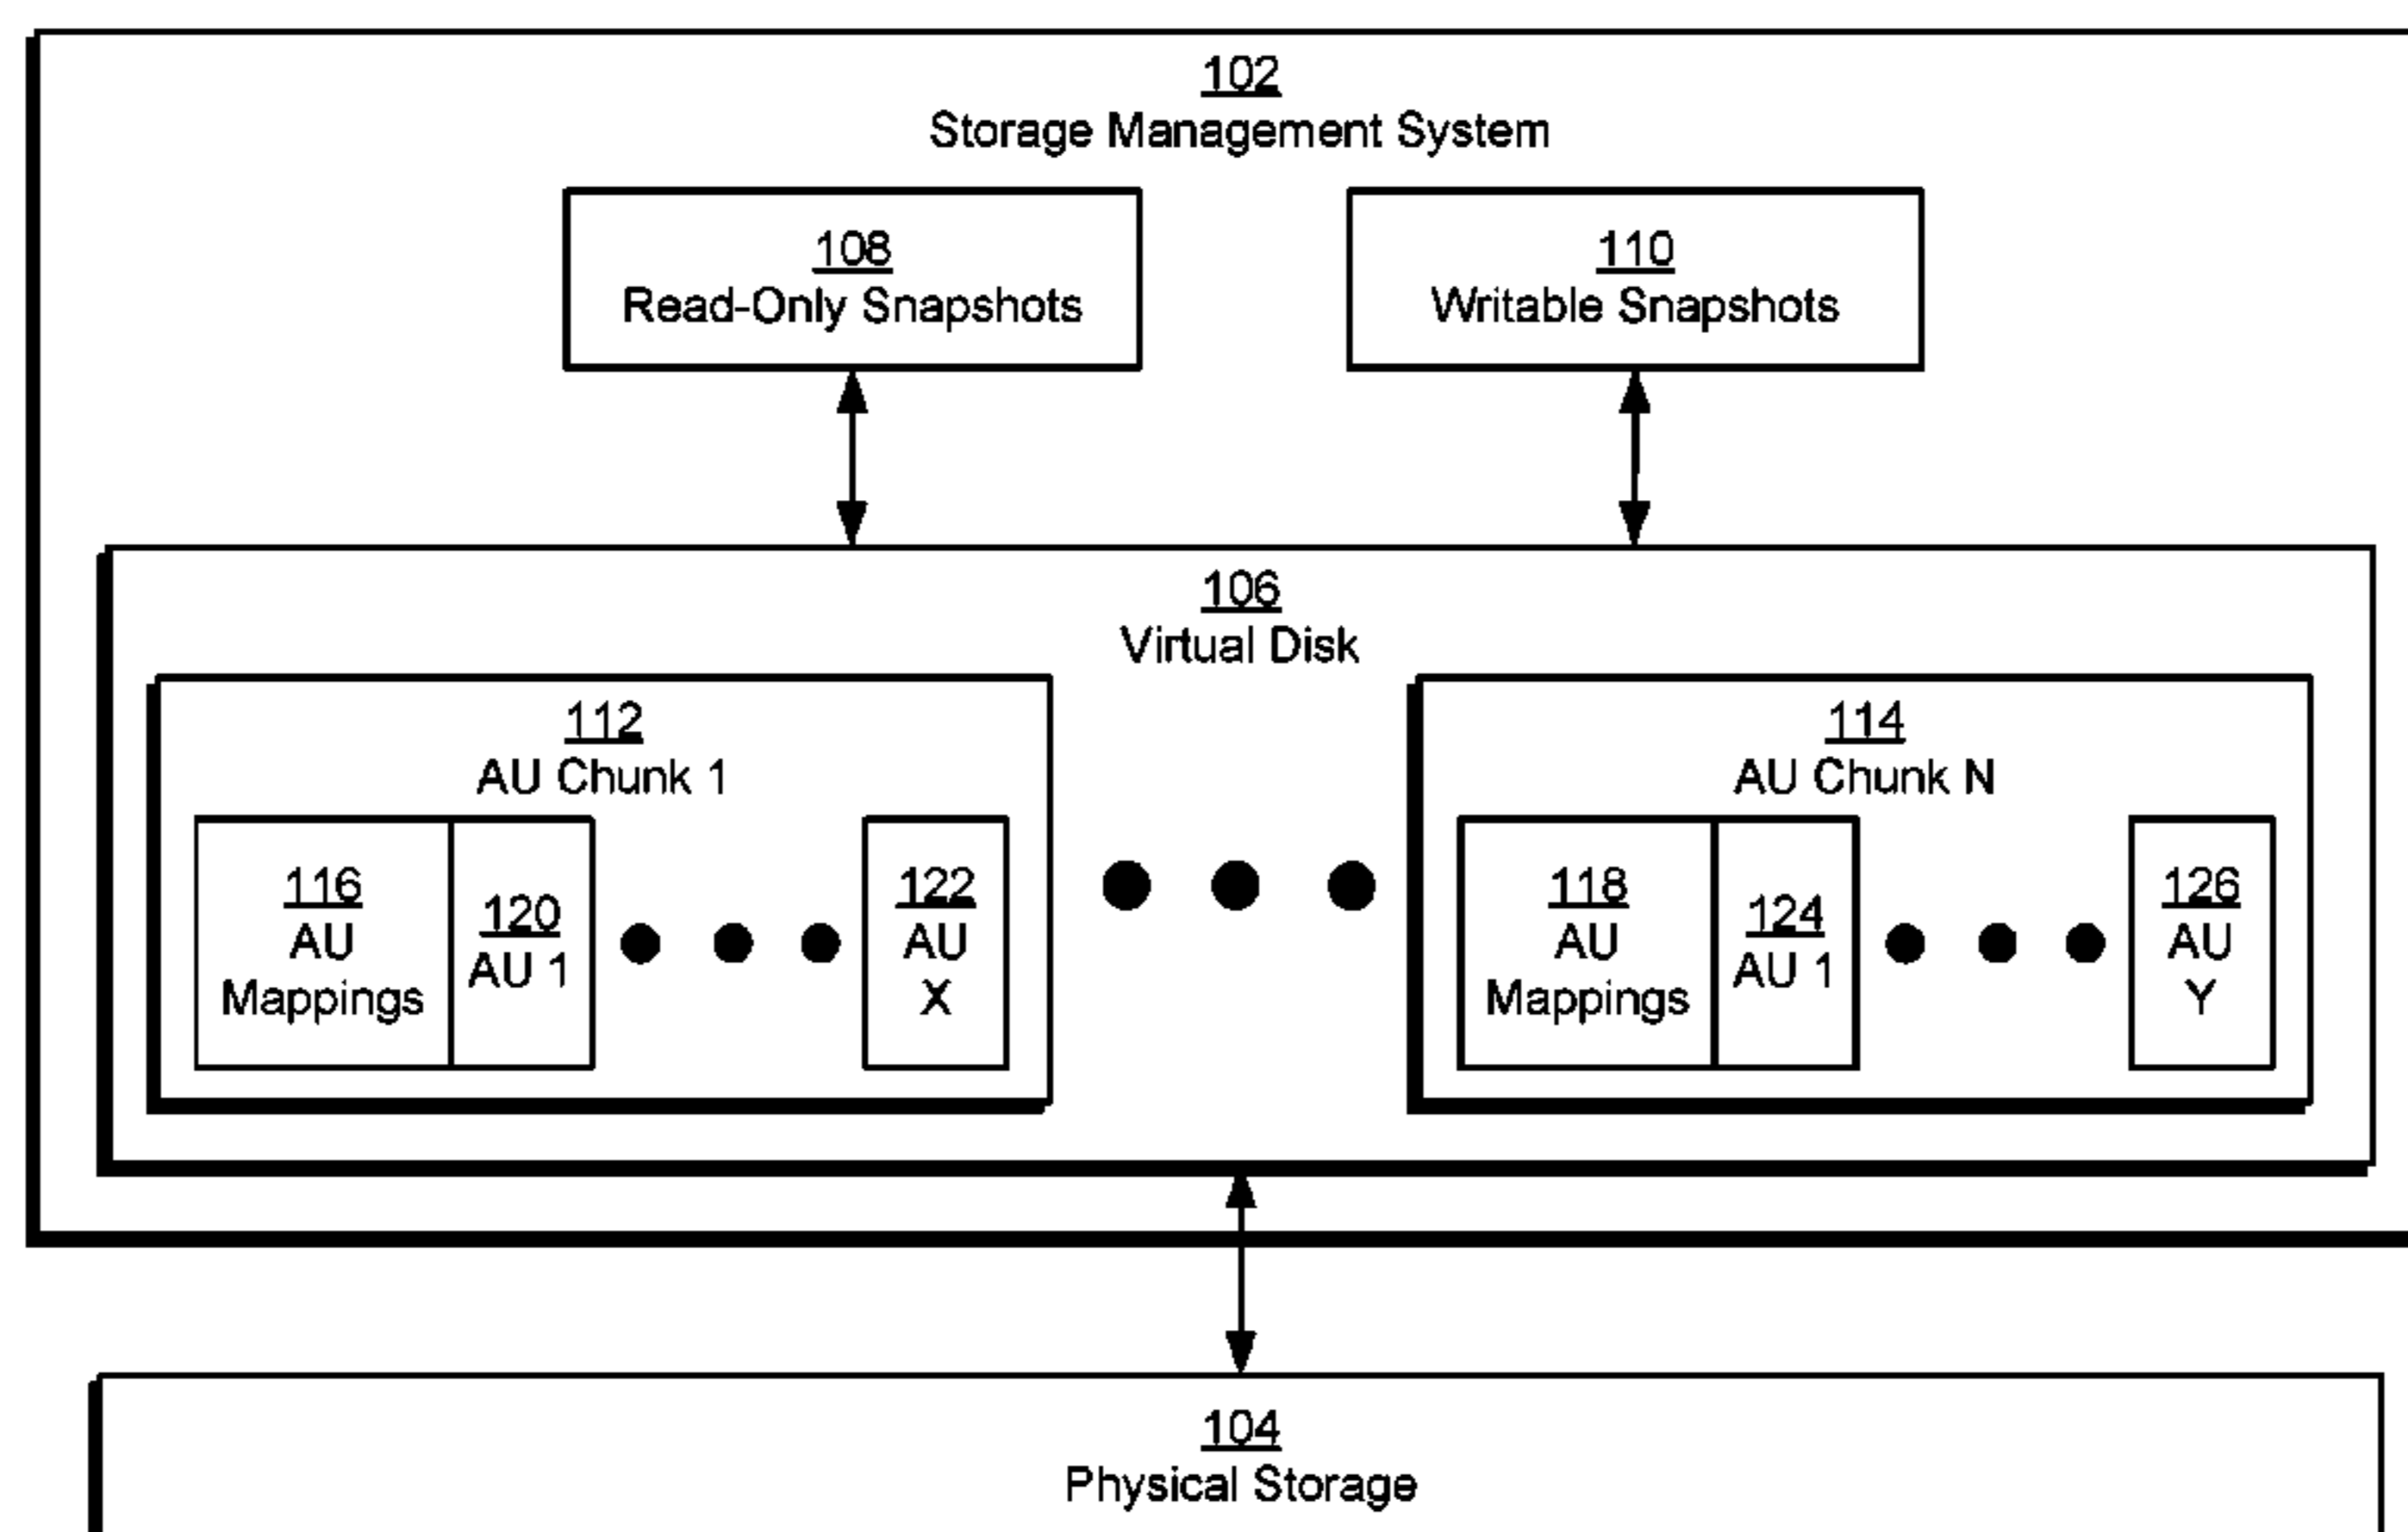 102
Storage Management System
108
Read-Only Snapshots
110
Writable Snapshots
106
Virtual Disk
112
AU Chunk 1
116
AU
Mappings
120
AU 1
122
AU
X
114
AU Chunk N
118
AU
Mappings
124
AU 1
126
AU
Y
104
Physical Storage